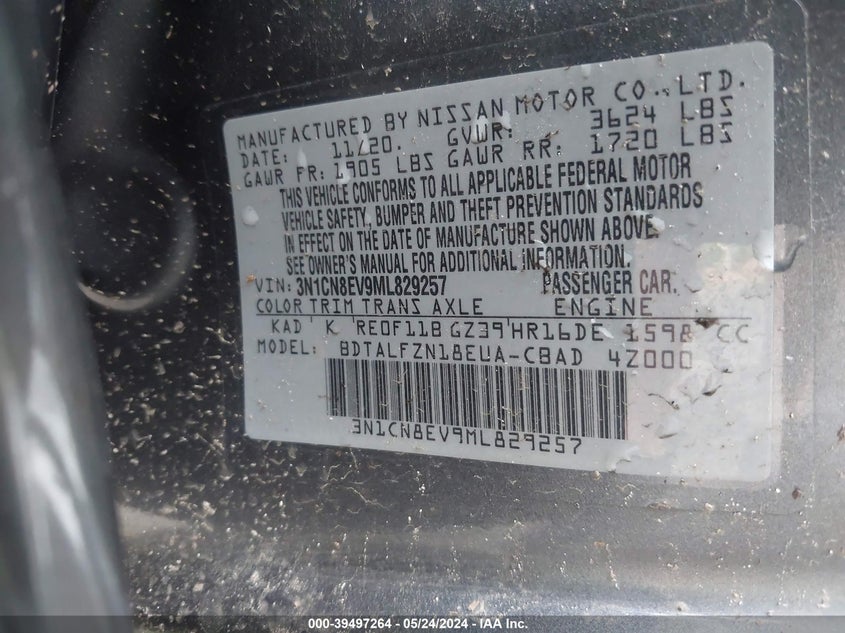 MANUFACTURED BY NISSAN MOTOR CO., LTD.
DATE: 11/20. GVWR: 3624 LBS
GAWR FR: 1905 LBS GAWR RR: 1720 LBS
THIS VEHICLE CONFORMS TO ALL APPLICABLE FEDERAL MOTOR
VEHICLE SAFETY, BUMPER AND THEFT PREVENTION STANDARDS
IN EFFECT ON THE DATE OF MANUFACTURE SHOWN ABOVE.
SEE OWNER'S MANUAL FOR ADDITIONAL INFORMATION.
VIN: 3N1CN8EV9ML829257 PASSENGER CAR.
COLOR TRIM TRANS AXLE ENGINE
KAD K RE0F11B GZ39 HR16DE 1598 CC
MODEL: BDTALFZN18EUA-CBAD 4Z000
3N1CN8EV9ML829257
000-39497264 - 05/24/2024 - IAA, Inc.